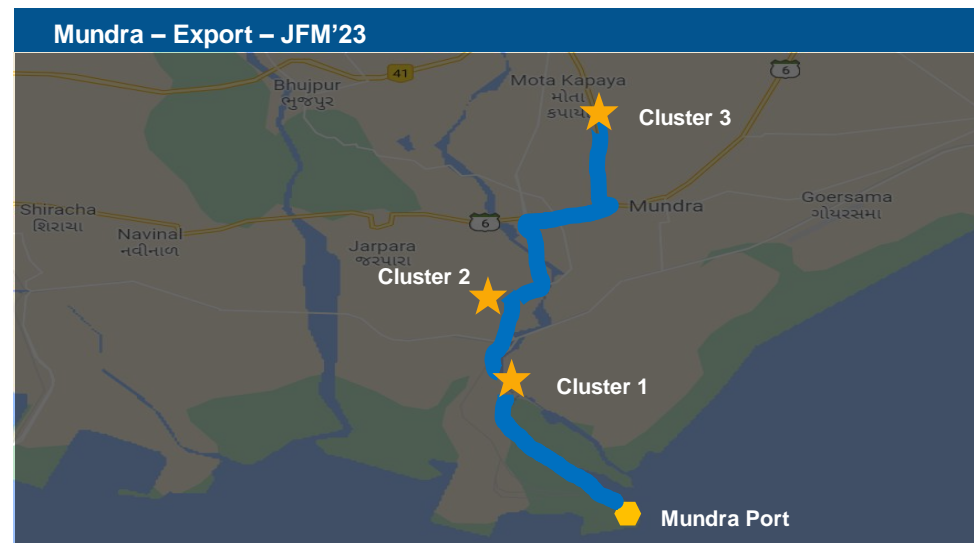 Mundra – Export – JFM’23
41
Bhujpur
ભુજપુર
Mota Kapaya
મોતા
6
Cluster 3
Shiracha
શિરાચા
Navinal
નવીનાળ
6
Mundra
Goersama
ગોયરસમા
Jarpara
જરપારા
Cluster 2
Cluster 1
Mundra Port